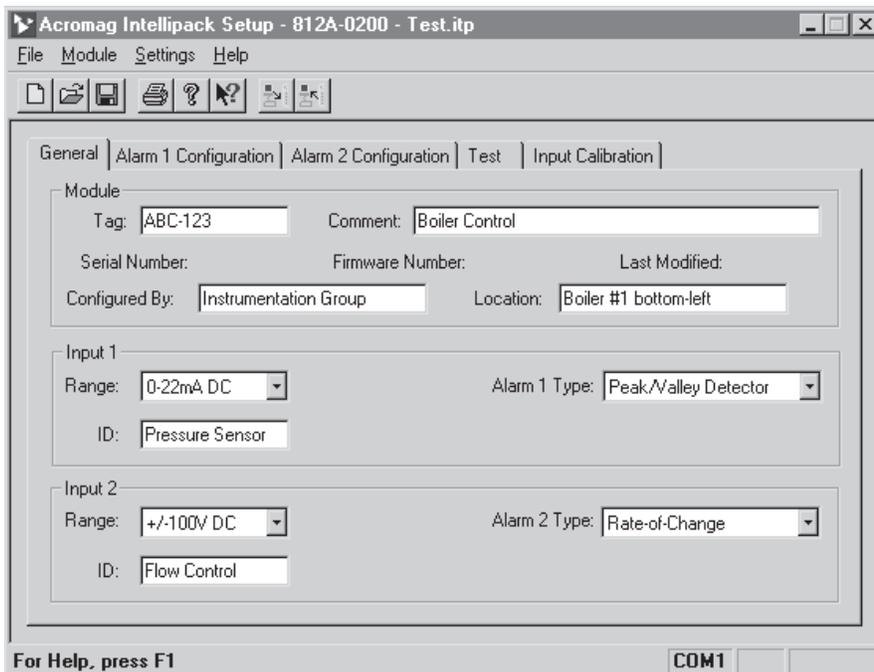 Acromag Intellipack Setup - 812A-0200 - Test.itp
File Module Settings Help
General Alarm 1 Configuration Alarm 2 Configuration Test Input Calibration
Module
Tag: ABC-123 Comment: Boiler Control
Serial Number: Firmware Number: Last Modified:
Configured By: Instrumentation Group Location: Boiler #1 bottom-left
Input 1
Range: 0-22mA DC Alarm 1 Type: Peak/Valley Detector
ID: Pressure Sensor
Input 2
Range: +/-100V DC Alarm 2 Type: Rate-of-Change
ID: Flow Control
For Help, press F1 COM1